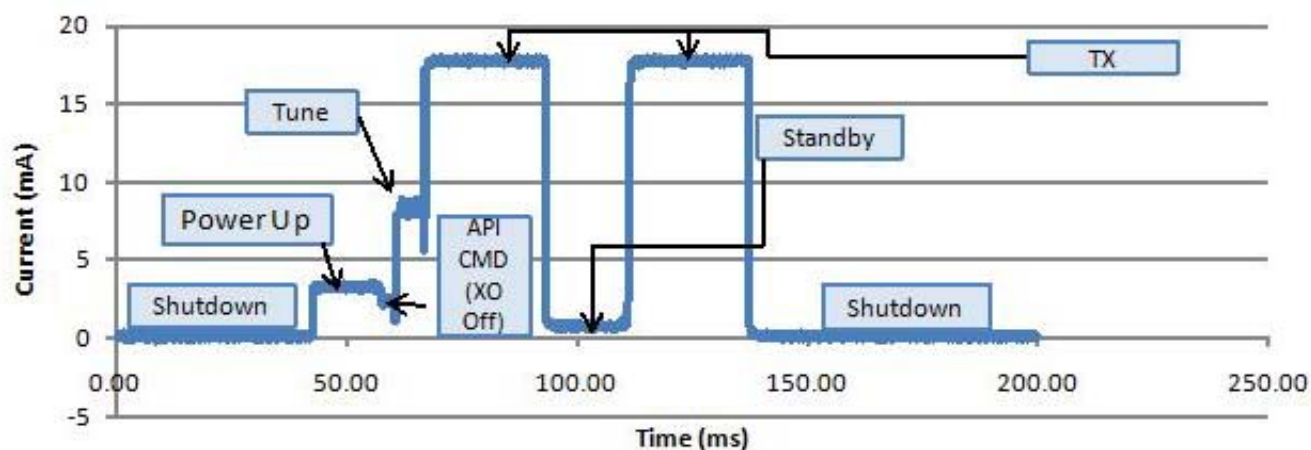 20
15
10
5
0
-5
Current (mA)
TX
Tune
Standby
Power Up
API
CMD
(XO
Off)
Shutdown
Shutdown
0.00
50.00
100.00
150.00
200.00
250.00
Time (ms)